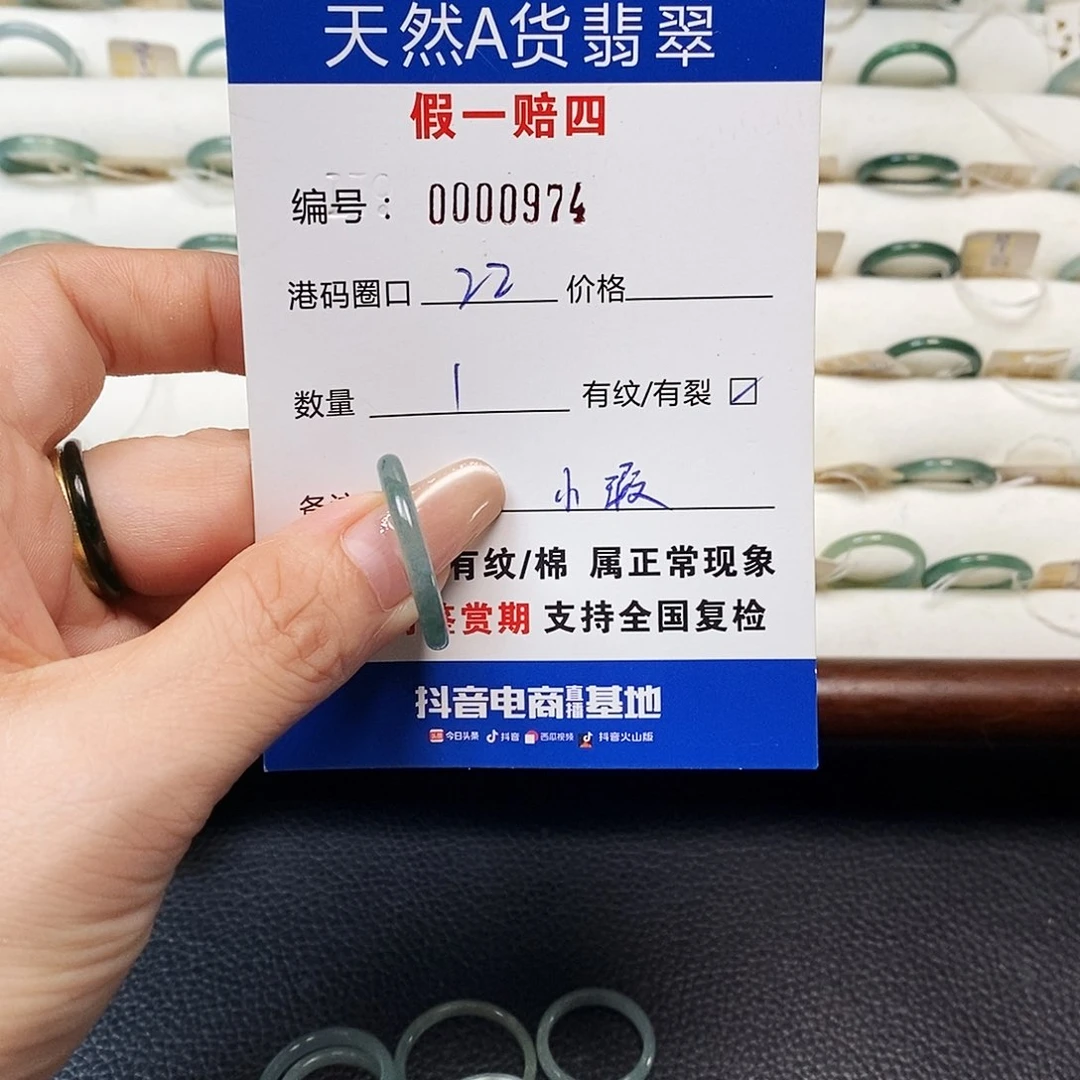 天然A货翡翠
假一赔四
编号： 0000974
港码圈口 22 价格
数量 1 有纹/有裂
小瑕
有纹/棉 属正常现象
鉴赏期 支持全国复检
抖音电商直播基地
今日头条 抖音 西瓜视频 抖音火山版